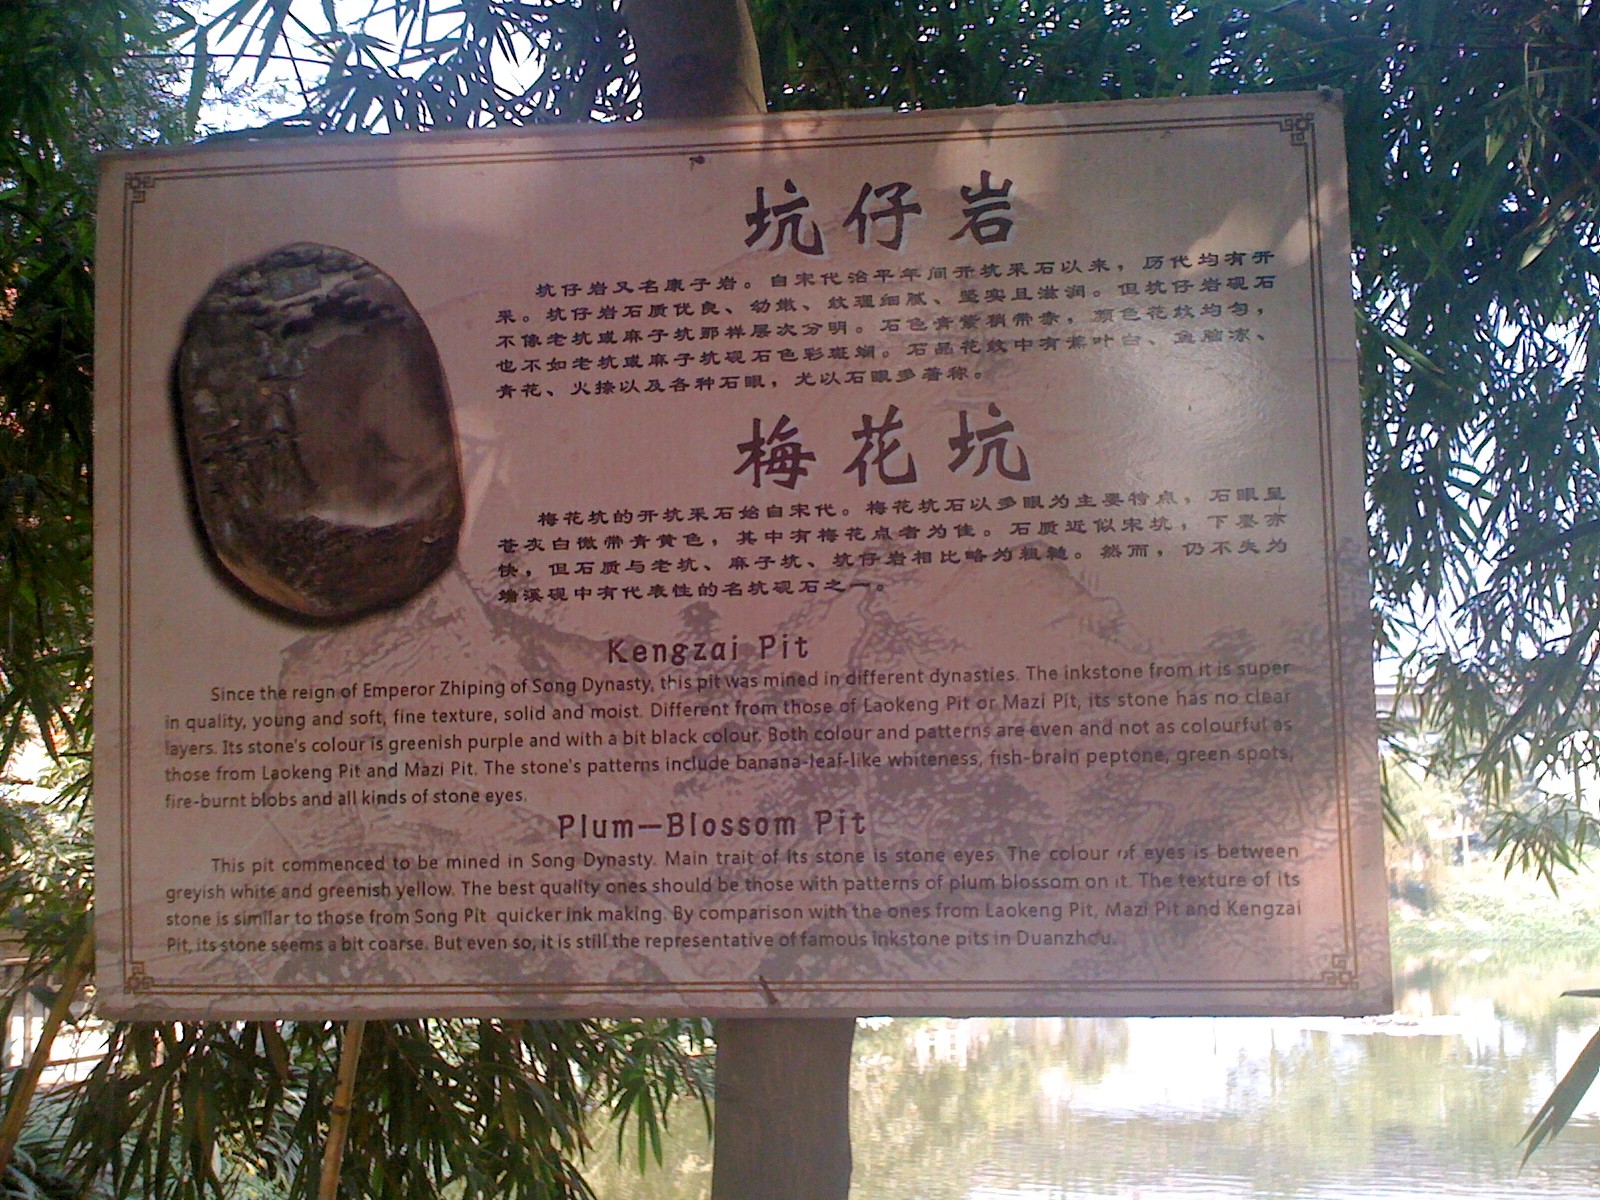 坑仔岩
坑仔岩又名康子岩。自宋代治平年间开坑采石以来，历代均有开
采。坑仔岩石质优良、幼嫩、纹理细腻、坚实且滋润。但坑仔岩砚石
不像老坑或麻子坑那样层次分明。石色青紫稍带赤，颜色花纹均匀，
也不如老坑或麻子坑砚石色彩斑斓。石品花纹中有蕉叶白、鱼脑冻、
青花、火捺以及各种石眼，尤以石眼多著称。
梅花坑
梅花坑的开坑采石始自宋代。梅花坑石以多眼为主要特点，石眼呈
苍灰白微带青黄色，其中有梅花点者为佳。石质近似宋坑，下墨亦
快，但石质与老坑、麻子坑、坑仔岩相比略为粗糙。然而，仍不失为
端溪砚中有代表性的名坑砚石之一。
Kengzai Pit
Since the reign of Emperor Zhiping of Song Dynasty, this pit was mined in different dynasties. The inkstone from it is super
in quality, young and soft, fine texture, solid and moist. Different from those of Laokeng Pit or Mazi Pit, its stone has no clear
layers. Its stone's colour is greenish purple and with a bit black colour. Both colour and patterns are even and not as colourful as
those from Laokeng Pit and Mazi Pit. The stone's patterns include banana-leaf-like whiteness, fish-brain peptone, green spots,
fire-burnt blobs and all kinds of stone eyes.
Plum—Blossom Pit
This pit commenced to be mined in Song Dynasty. Main trait of its stone is stone eyes. The colour of eyes is between
greyish white and greenish yellow. The best quality ones should be those with patterns of plum blossom on it. The texture of its
stone is similar to those from Song Pit quicker ink making. By comparison with the ones from Laokeng Pit, Mazi Pit and Kengzai
Pit, its stone seems a bit coarse. But even so, it is still the representative of famous inkstone pits in Duanzhou.